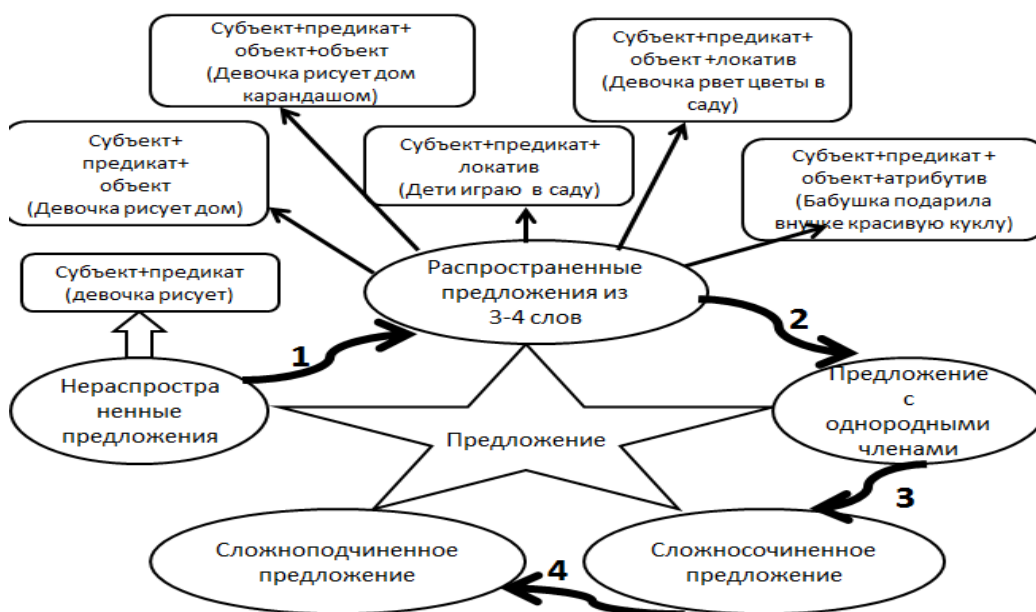 Субъект+предикат+
объект+объект
(Девочка рисует дом
карандашом)
Субъект+предикат+
объект +локатив
(Девочка рвет цветы в
саду)
Субъект+
предикат+
объект
(Девочка рисует дом)
Субъект+предикат+
локатив
(Дети играю в саду)
Субъект+предикат +
объект+атрибутив
(Бабушка подарила
внучке красивую куклу)
Субъект+предикат
(девочка рисует)
Распространенные
предложения из
3-4 слов
1
2
Нераспростра
ненные
предложения
Предложение
с
однородными
членами
Предложение
3
Сложноподчиненное
предложение
4
Сложносочиненное
предложение